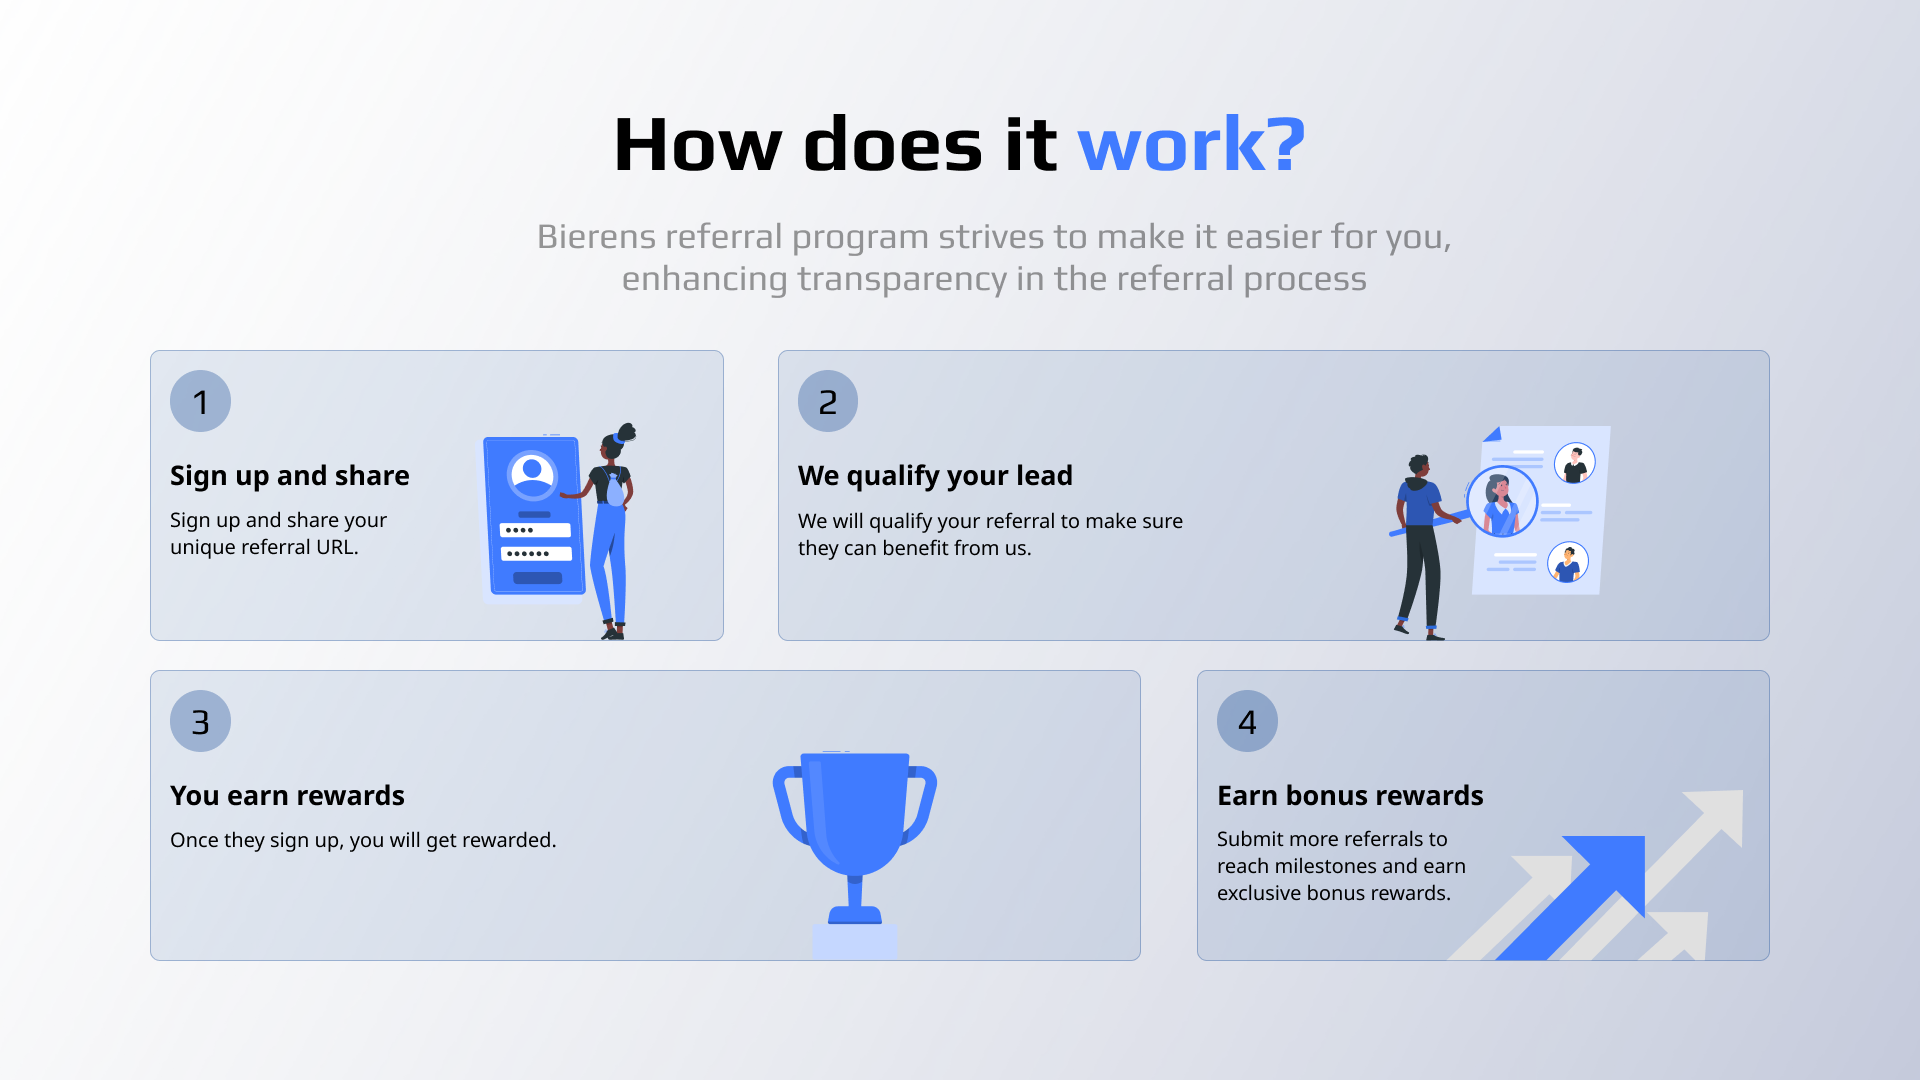 How does it work?
Bierens referral program strives to make it easier for you,
enhancing transparency in the referral process
1
Sign up and share
Sign up and share your
unique referral URL.
2
We qualify your lead
We will qualify your referral to make sure
they can benefit from us.
3
You earn rewards
Once they sign up, you will get rewarded.
4
Earn bonus rewards
Submit more referrals to
reach milestones and earn
exclusive bonus rewards.